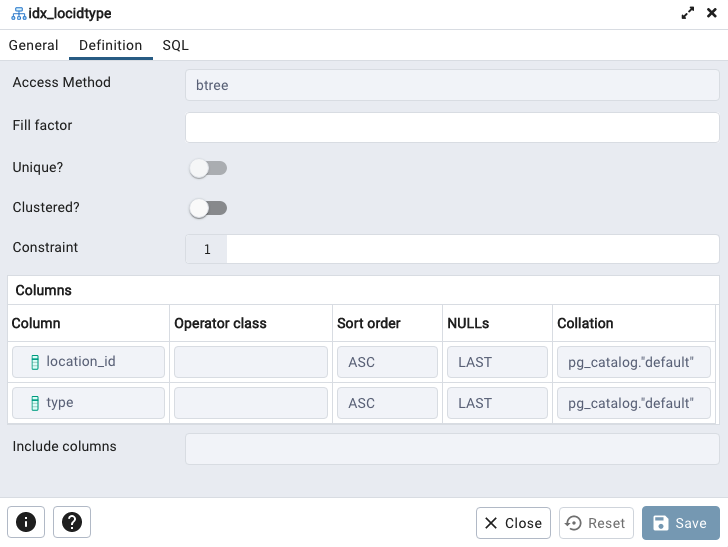 idx_locidtype
General Definition SQL
Access Method btree
Fill factor
Unique?
Clustered?
Constraint 1
Columns
Column Operator class Sort order NULLs Collation
location_id ASC LAST pg_catalog."default"
type ASC LAST pg_catalog."default"
Include columns
Close Reset Save